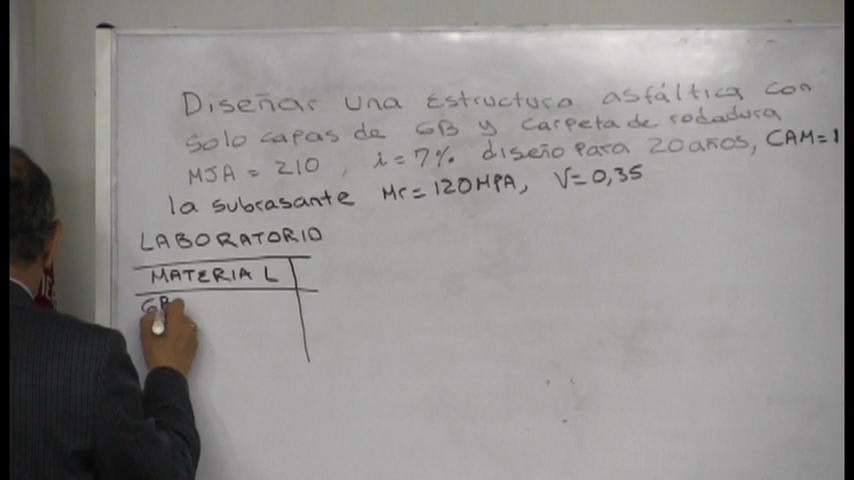 Diseñar una Estructura asfáltica con
solo capas de GB y carpeta de rodadura
MJA = 210 , i = 7% diseño para 20 años, CAM=1
la subrasante Mr = 120 MPA, V = 0,35
LABORATORIO
MATERIAL
GB